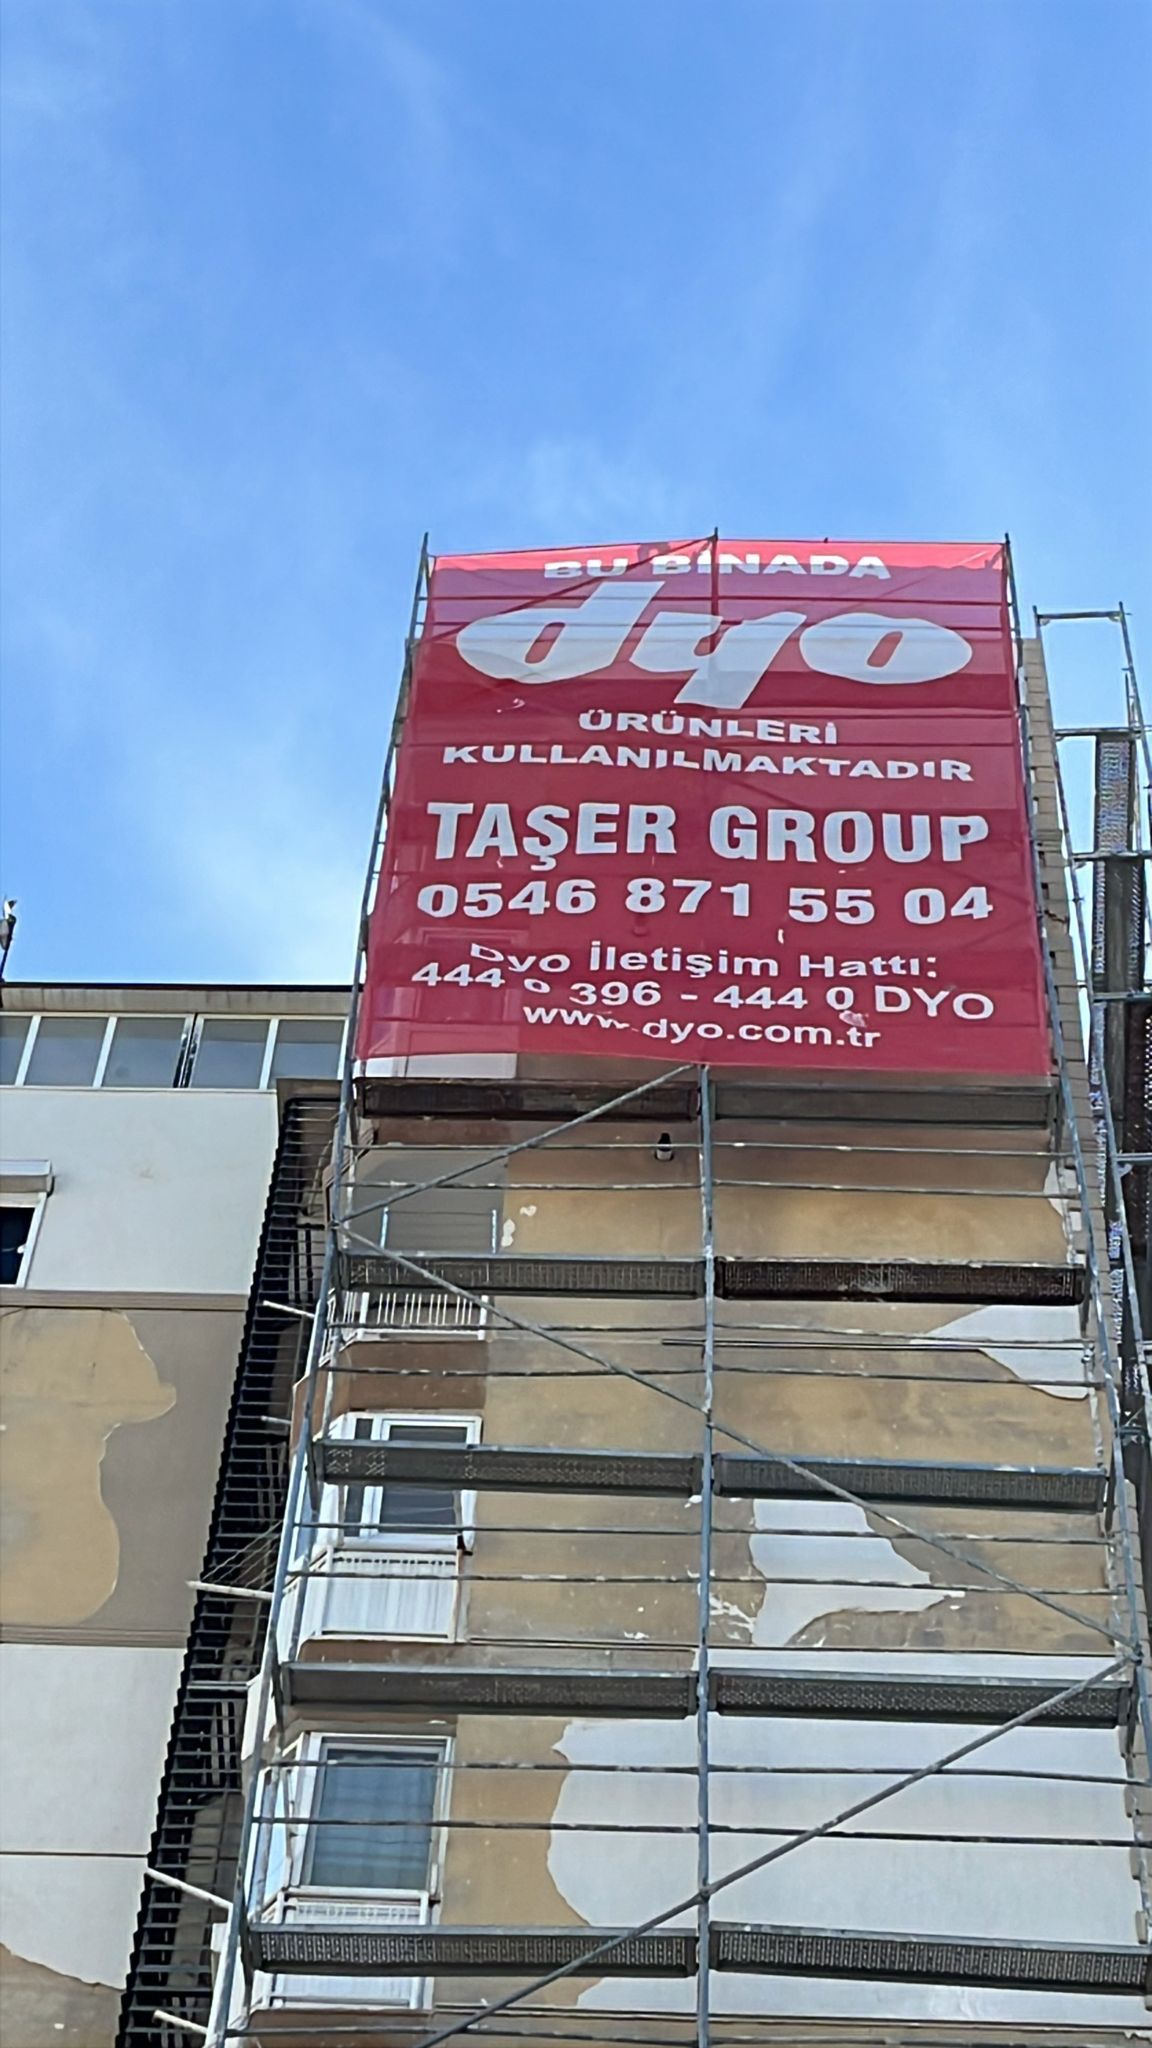 BU BİNADA
dyo
ÜRÜNLERİ
KULLANILMAKTADIR
TAŞER GROUP
0546 871 55 04
Dyo İletişim Hattı:
444 0 396 - 444 0 DYO
www.dyo.com.tr